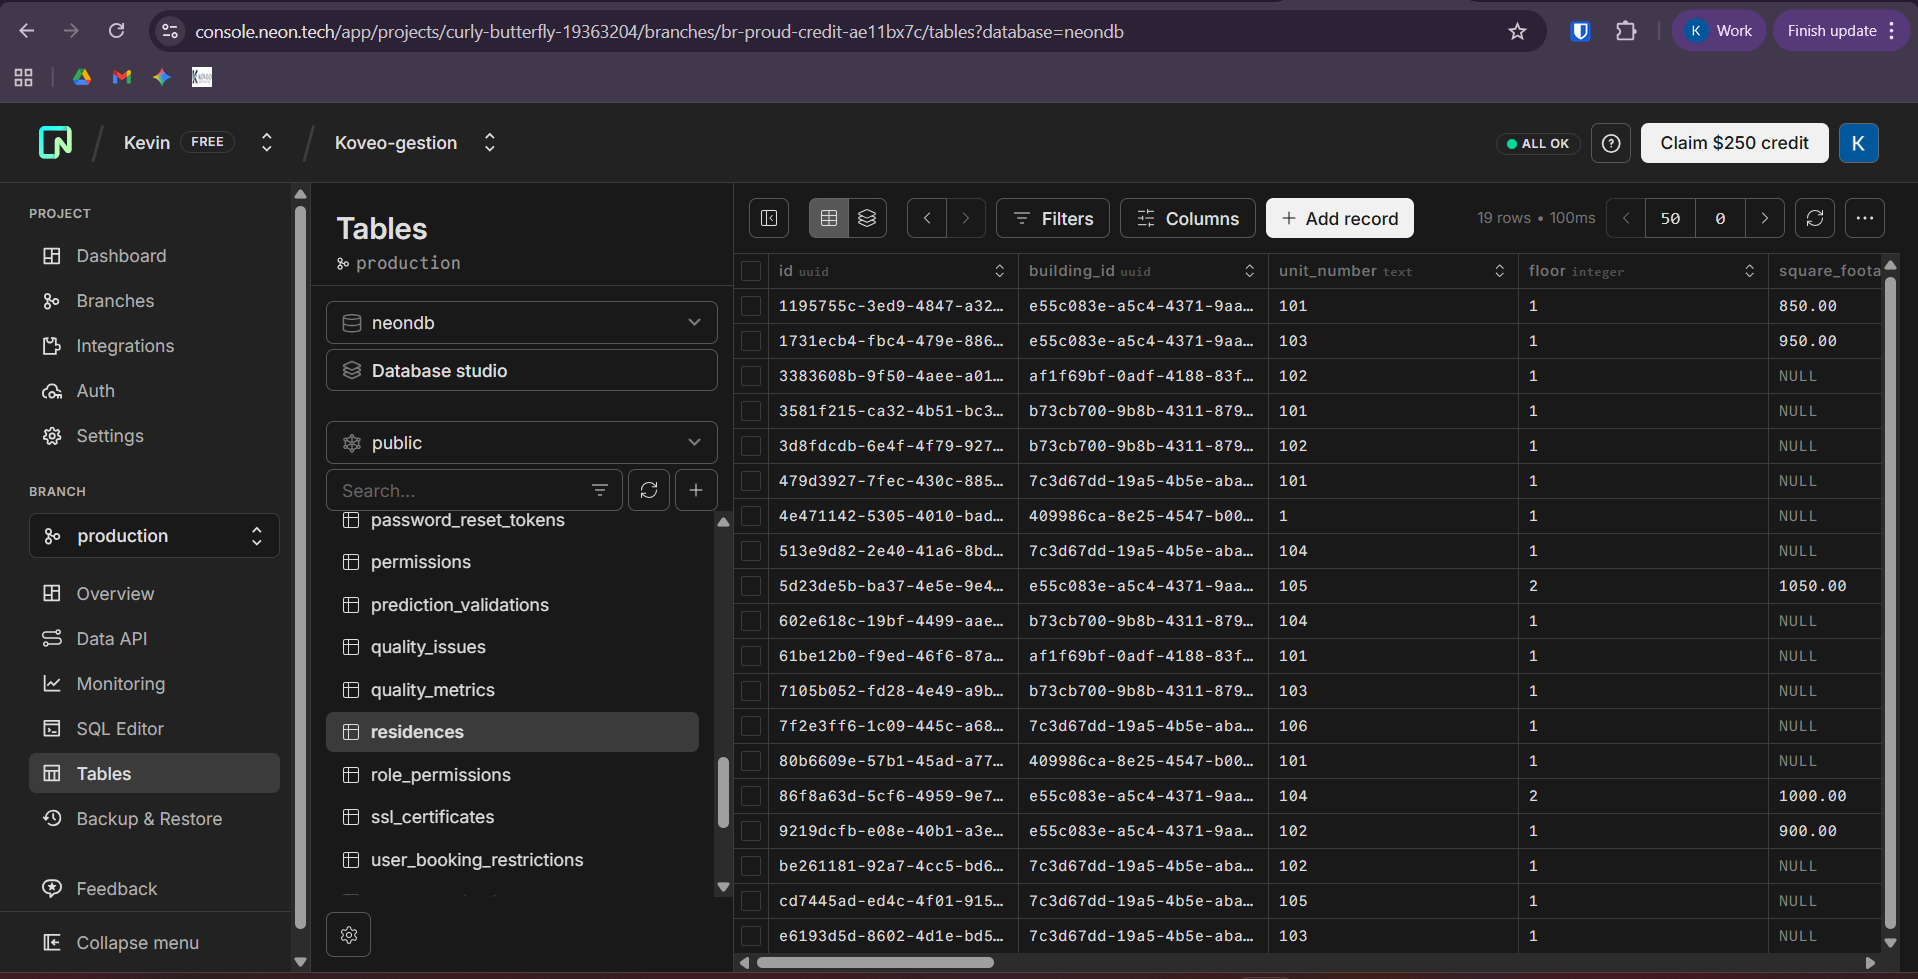 console.neon.tech/app/projects/curly-butterfly-19363204/branches/br-proud-credit-ae11bx7c/tables?database=neondb
K Work
Finish update
Kevin FREE
Koveo-gestion
ALL OK
Claim $250 credit
K
PROJECT
Dashboard
Branches
Integrations
Auth
Settings
BRANCH
production
Overview
Data API
Monitoring
SQL Editor
Tables
Backup & Restore
Feedback
Collapse menu
Tables
production
neondb
Database studio
public
Search...
password_reset_tokens
permissions
prediction_validations
quality_issues
quality_metrics
residences
role_permissions
ssl_certificates
user_booking_restrictions
Filters
Columns
+ Add record
19 rows • 100ms
50
0
id uuid building_id uuid unit_number text floor integer square_foota
1195755c-3ed9-4847-a32… e55c083e-a5c4-4371-9aa… 101 1 850.00
1731ecb4-fbc4-479e-886… e55c083e-a5c4-4371-9aa… 103 1 950.00
3383608b-9f50-4aee-a01… af1f69bf-0adf-4188-83f… 102 1 NULL
3581f215-ca32-4b51-bc3… b73cb700-9b8b-4311-879… 101 1 NULL
3d8fdcdb-6e4f-4f79-927… b73cb700-9b8b-4311-879… 102 1 NULL
479d3927-7fec-430c-885… 7c3d67dd-19a5-4b5e-aba… 101 1 NULL
4e471142-5305-4010-bad… 409986ca-8e25-4547-b00… 1 1 NULL
513e9d82-2e40-41a6-8bd… 7c3d67dd-19a5-4b5e-aba… 104 1 NULL
5d23de5b-ba37-4e5e-9e4… e55c083e-a5c4-4371-9aa… 105 2 1050.00
602e618c-19bf-4499-aae… b73cb700-9b8b-4311-879… 104 1 NULL
61be12b0-f9ed-46f6-87a… af1f69bf-0adf-4188-83f… 101 1 NULL
7105b052-fd28-4e49-a9b… b73cb700-9b8b-4311-879… 103 1 NULL
7f2e3ff6-1c09-445c-a68… 7c3d67dd-19a5-4b5e-aba… 106 1 NULL
80b6609e-57b1-45ad-a77… 409986ca-8e25-4547-b00… 101 1 NULL
86f8a63d-5cf6-4959-9e7… e55c083e-a5c4-4371-9aa… 104 2 1000.00
9219dcfb-e08e-40b1-a3e… e55c083e-a5c4-4371-9aa… 102 1 900.00
be261181-92a7-4cc5-bd6… 7c3d67dd-19a5-4b5e-aba… 102 1 NULL
cd7445ad-ed4c-4f01-915… 7c3d67dd-19a5-4b5e-aba… 105 1 NULL
e6193d5d-8602-4d1e-bd5… 7c3d67dd-19a5-4b5e-aba… 103 1 NULL